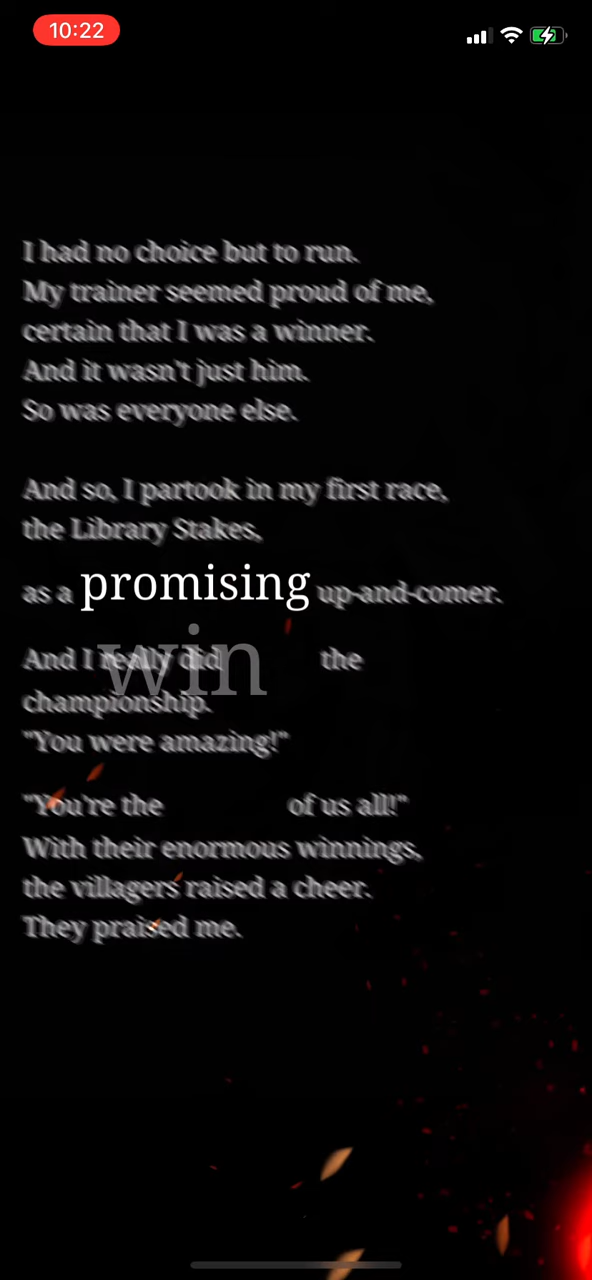 10:22
I had no choice but to run.
My trainer seemed proud of me,
certain that I was a winner.
And it wasn't just him.
So was everyone else.
And so, I partook in my first race,
the Library Stakes,
as a promising up-and-comer.
And I really did win the
championship.
"You were amazing!"
"You're the of us all!"
With their enormous winnings,
the villagers raised a cheer.
They praised me.